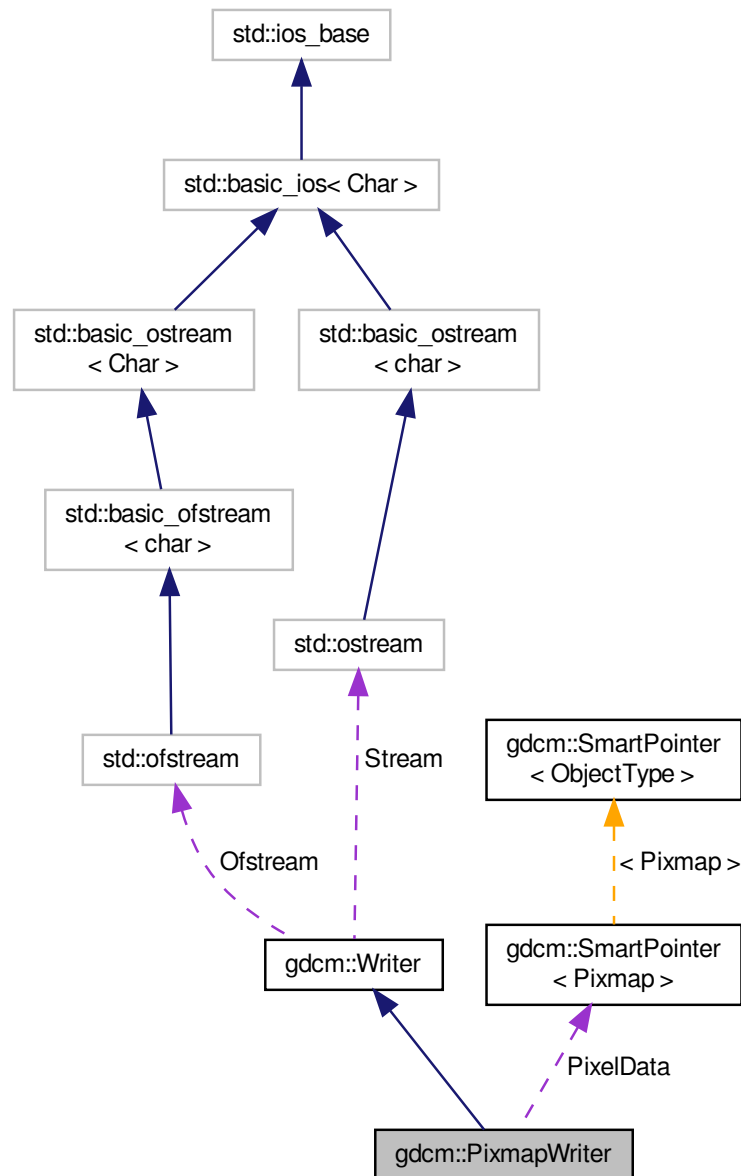 std::ios_base
std::basic_ios< Char >
std::basic_ostream
< Char >
std::basic_ostream
< char >
std::basic_ofstream
< char >
std::ostream
std::ofstream
Stream
gdcm::SmartPointer
< ObjectType >
Ofstream
< Pixmap >
gdcm::Writer
gdcm::SmartPointer
< Pixmap >
PixelData
gdcm::PixmapWriter